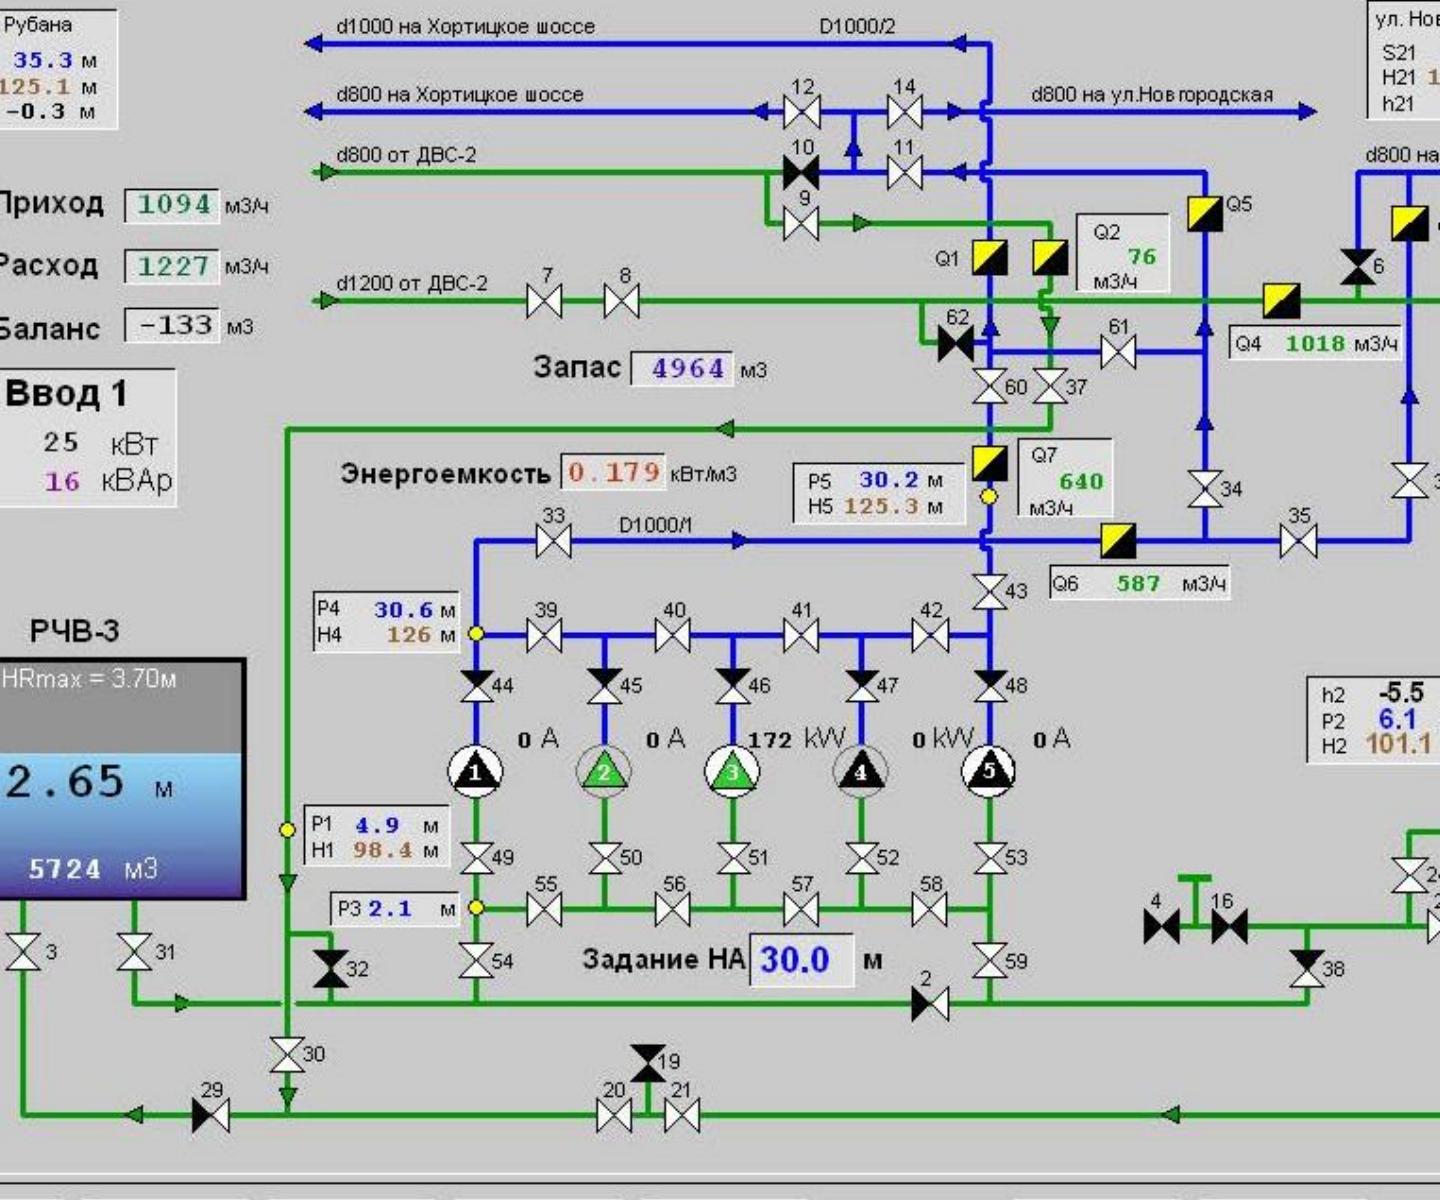 Рубана
35.3 м
125.1 м
-0.3 м
d1000 на Хортицкое шоссе
D1000/2
d800 на Хортицкое шоссе
12
14
d800 на ул.Новгородская
ул. Нов
S21
H21 1
h21
d800 от ДВС-2
10
11
d800 на
9
Приход 1094 м3/ч
Q5
Q2
76
м3/ч
Q1
Расход 1227 м3/ч
6
d1200 от ДВС-2
7
8
Баланс -133 м3
62
61
Q4 1018 м3/ч
Запас 4964 м3
60
37
Ввод 1
25 кВт
16 кВАр
Энергоемкость 0.179 кВт/м3
P5 30.2 м
H5 125.3 м
Q7
640
м3/ч
34
33
D1000/1
35
Q6 587 м3/ч
43
P4 30.6 м
H4 126 м
39
40
41
42
РЧВ-3
HRmax = 3.70м
2.65 м
5724 м3
44
45
46
47
48
h2 -5.5
P2 6.1
H2 101.1
0 A
0 A
172 kW
0 kW
0 A
1
2
3
4
5
P1 4.9 м
H1 98.4 м
49
50
51
52
53
P3 2.1 м
55
56
57
58
4
16
3
31
32
54
Задание НА 30.0 м
59
2
38
30
19
29
20
21